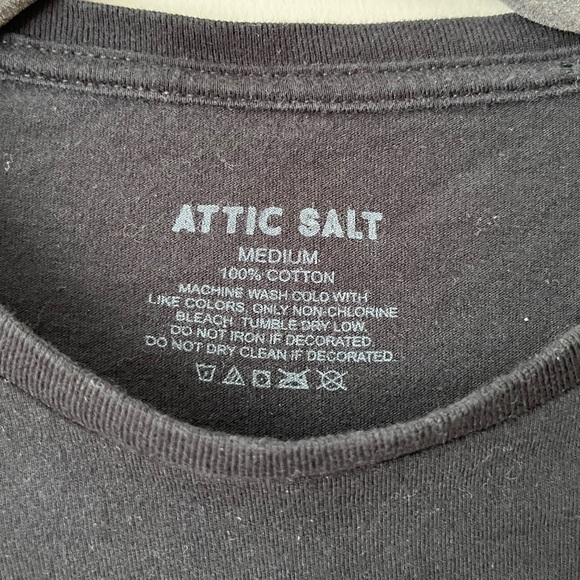 ATTIC SALT
MEDIUM
100% COTTON
MACHINE WASH COLD WITH
LIKE COLORS, ONLY NON-CHLORINE
BLEACH. TUMBLE DRY LOW.
DO NOT IRON IF DECORATED.
DO NOT DRY CLEAN IF DECORATED.